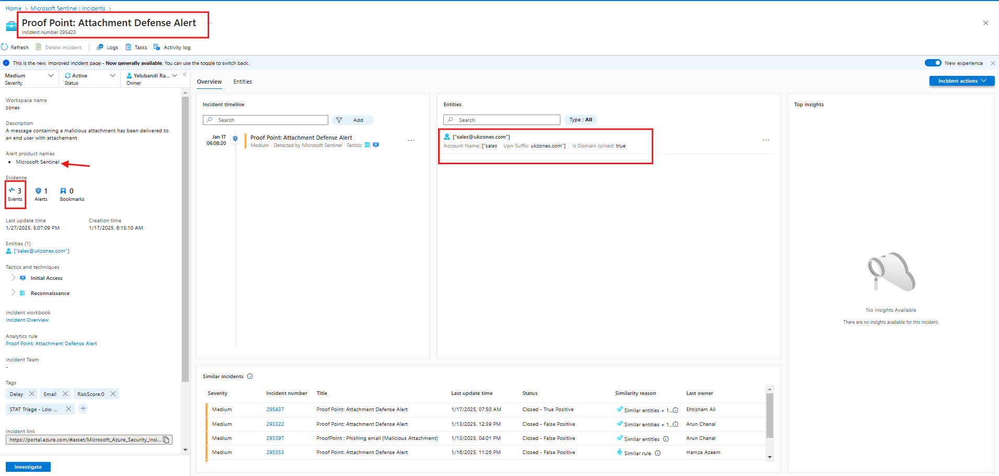 Home > Microsoft Sentinel | Incidents >
Proof Point: Attachment Defense Alert ...
Incident number 295423
Refresh Delete incident Logs Tasks Activity log
This is the new, improved incident page - Now generally available. You can use the toggle to switch back.
New experience
Medium
Severity
Active
Status
Yelubandi Ra...
Owner
Overview Entities
Incident actions
Workspace name
zones
Description
A message containing a malicious attachment has been delivered to
an end user with attachement
Alert product names
• Microsoft Sentinel
Evidence
3
Events
1
Alerts
0
Bookmarks
Last update time
1/27/2025, 5:07:09 PM
Creation time
1/17/2025, 6:15:10 AM
Entities (1)
["sales@ukzones.com"]
Tactics and techniques
Initial Access
Reconnaissance
Incident workbook
Incident Overview
Analytics rule
Proof Point: Attachment Defense Alert
Incident Team
-
Tags
Delay Email RiskScore:0
STAT Triage - Low ...
Incident link
https://portal.azure.com/#asset/Microsoft_Azure_Security_Insi...
Investigate
Incident timeline
Search
Add
Jan 17
06:08:20
Proof Point: Attachment Defense Alert
Medium Detected by Microsoft Sentinel Tactics:
Entities
Search
Type : All
["sales@ukzones.com"]
Account Name: ["sales Upn Suffix: ukzones.com"] Is Domain Joined: true
Top insights
No Insights Available
There are no insights available for this incident.
Similar incidents
Severity Incident number Title Last update time Status Similarity reason Last owner
Medium 295437 Proof Point: Attachment Defense Alert 1/17/2025, 07:50 AM Closed - True Positive Similar entities + 1... Ehtisham Ali
Medium 293322 Proof Point: Attachment Defense Alert 1/13/2025, 12:39 PM Closed - False Positive Similar entities + 1... Arun Chanal
Medium 293397 ProofPoint : Phishing email (Malicious Attachment) 1/13/2025, 04:01 PM Closed - False Positive Similar entities Arun Chanal
Medium 295353 Proof Point: Attachment Defense Alert 1/16/2025, 11:26 PM Closed - False Positive Similar rule Hamza Azeem